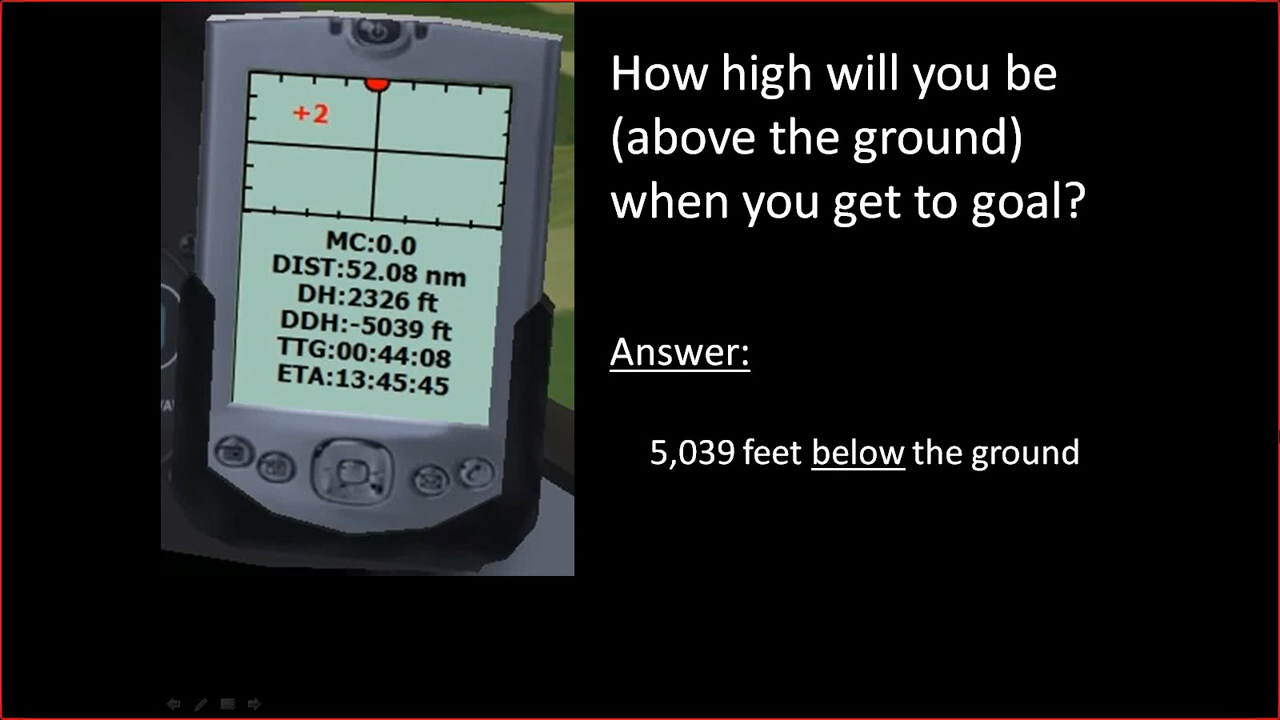 +2
MC:0.0
DIST:52.08 nm
DH:2326 ft
DDH:-5039 ft
TTG:00:44:08
ETA:13:45:45
How high will you be
(above the ground)
when you get to goal?
Answer:
5,039 feet below the ground